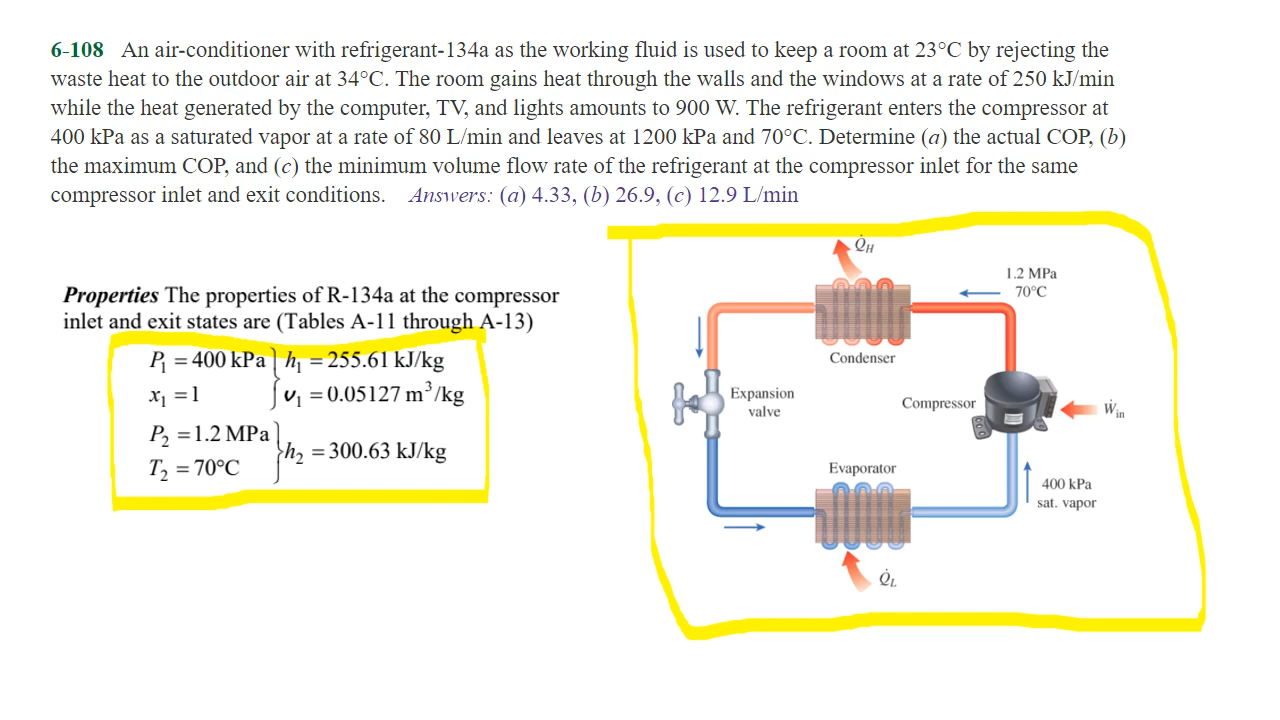 6-108 An air-conditioner with refrigerant-134a as the working fluid is used to keep a room at 23°C by rejecting the
waste heat to the outdoor air at 34°C. The room gains heat through the walls and the windows at a rate of 250 kJ/min
while the heat generated by the computer, TV, and lights amounts to 900 W. The refrigerant enters the compressor at
400 kPa as a saturated vapor at a rate of 80 L/min and leaves at 1200 kPa and 70°C. Determine (a) the actual COP, (b)
the maximum COP, and (c) the minimum volume flow rate of the refrigerant at the compressor inlet for the same
compressor inlet and exit conditions. Answers: (a) 4.33, (b) 26.9, (c) 12.9 L/min
Properties The properties of R-134a at the compressor
inlet and exit states are (Tables A-11 through A-13)
P₁ = 400 kPa } h₁ = 255.61 kJ/kg
x₁ = 1 } v₁ = 0.05127 m³/kg
P₂ = 1.2 MPa
T₂ = 70°C } h₂ = 300.63 kJ/kg
Q̇H
1.2 MPa
70°C
Condenser
Expansion
valve
Compressor
Ẇin
Evaporator
400 kPa
sat. vapor
Q̇L